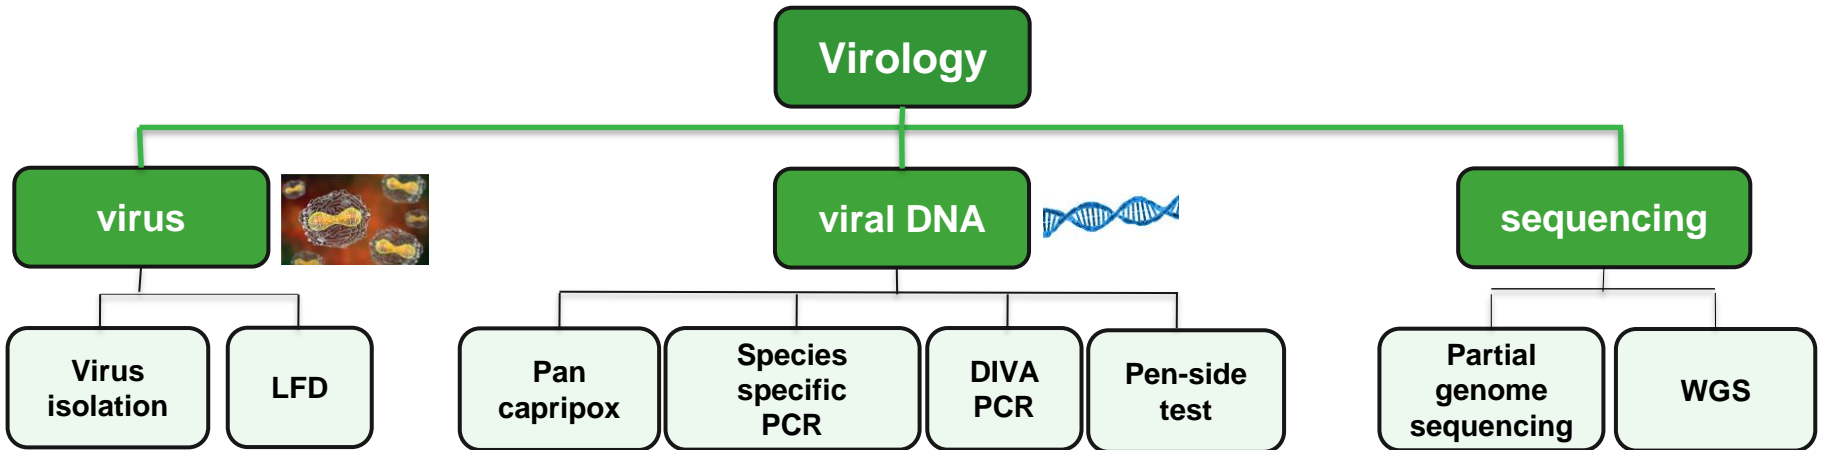 Virology
virus
viral DNA
sequencing
Virus
isolation
LFD
Pan
capripox
Species
specific
PCR
DIVA
PCR
Pen-side
test
Partial
genome
sequencing
WGS